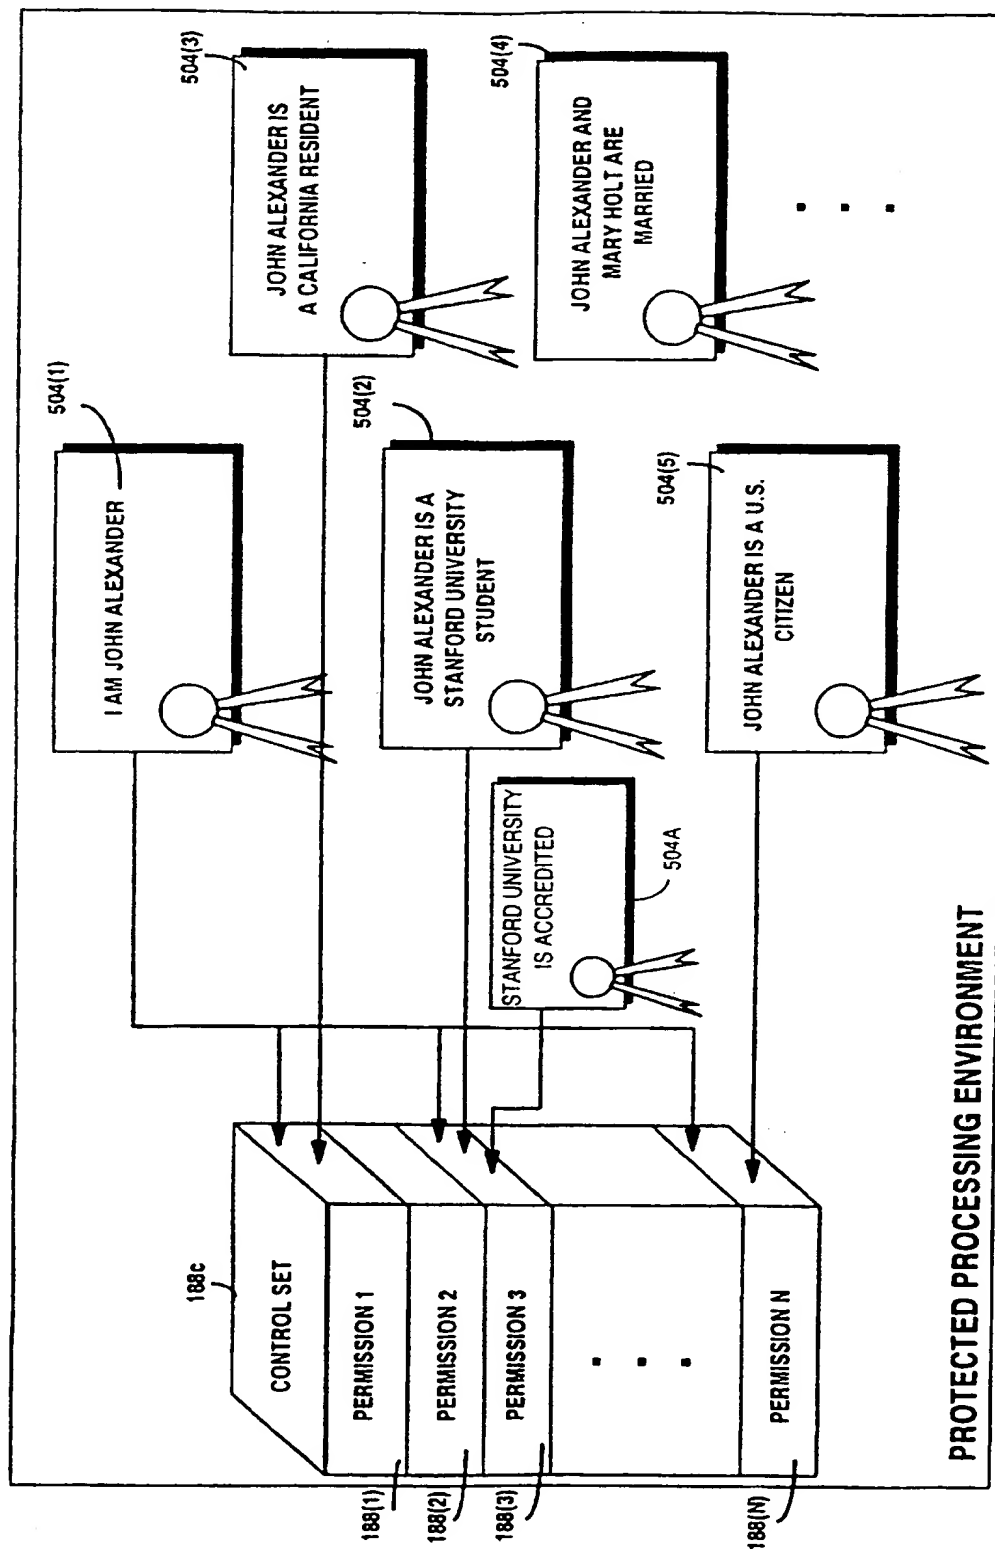 504(1)
I AM JOHN ALEXANDER
504(3)
JOHN ALEXANDER IS
A CALIFORNIA RESIDENT
504(2)
JOHN ALEXANDER IS A
STANFORD UNIVERSITY
STUDENT
504(4)
JOHN ALEXANDER AND
MARY HOLT ARE
MARRIED
504(5)
JOHN ALEXANDER IS A U.S.
CITIZEN
STANFORD UNIVERSITY
IS ACCREDITED
504A
188c
CONTROL SET
PERMISSION 1
PERMISSION 2
PERMISSION 3
PERMISSION N
188(1)
188(2)
188(3)
188(N)
PROTECTED PROCESSING ENVIRONMENT